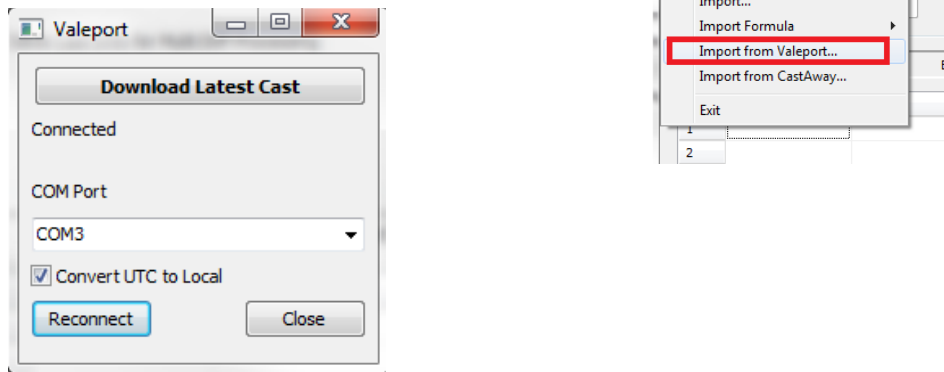 Valeport
Download Latest Cast
Connected
COM Port
COM3
Convert UTC to Local
Reconnect
Close
Import...
Import Formula
Import from Valeport...
Import from CastAway...
Exit
1
2